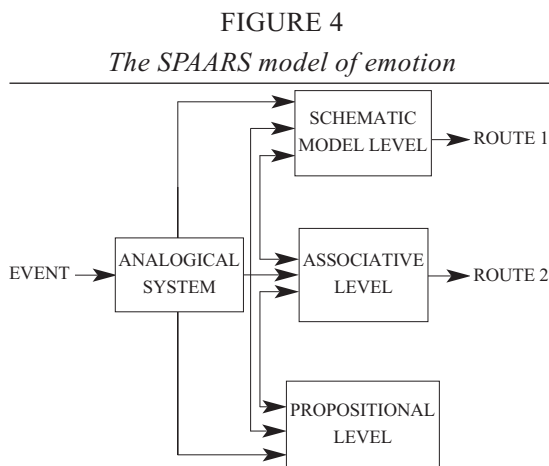 FIGURE 4
The SPAARS model of emotion
SCHEMATIC
MODEL LEVEL
ROUTE 1
EVENT
ANALOGICAL
SYSTEM
ASSOCIATIVE
LEVEL
ROUTE 2
PROPOSITIONAL
LEVEL